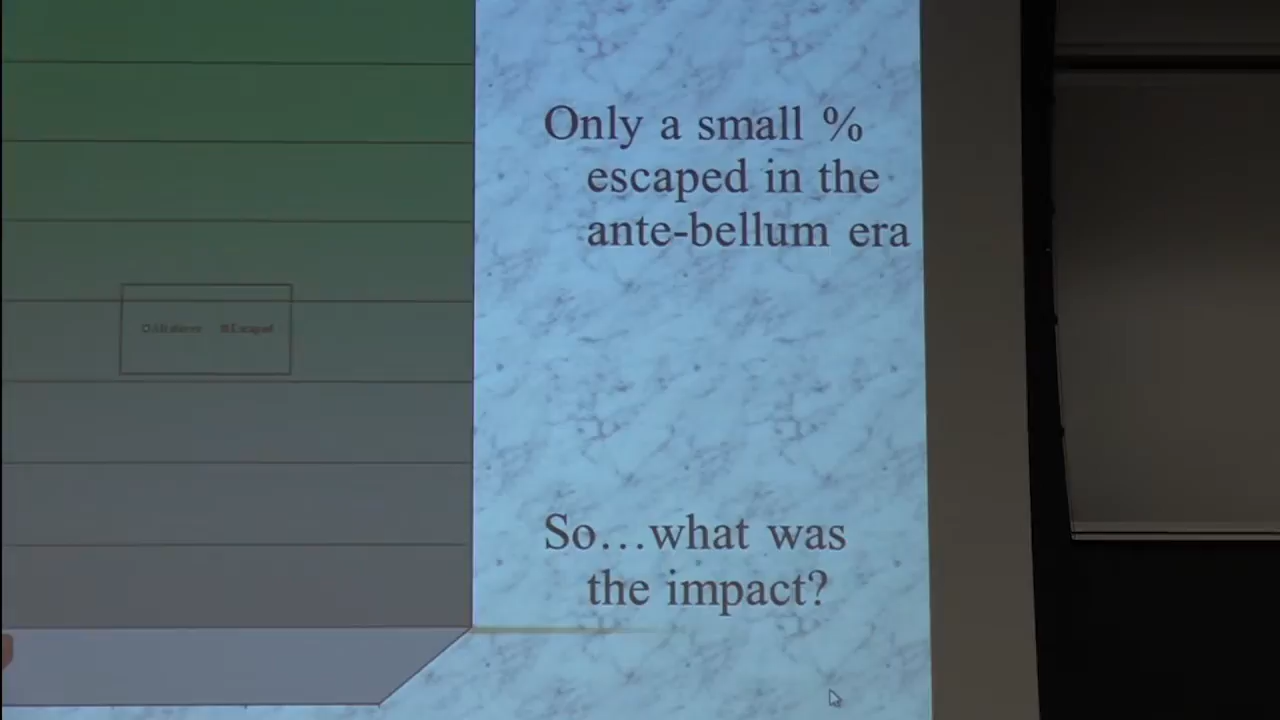 Only a small %
escaped in the
ante-bellum era
So…what was
the impact?